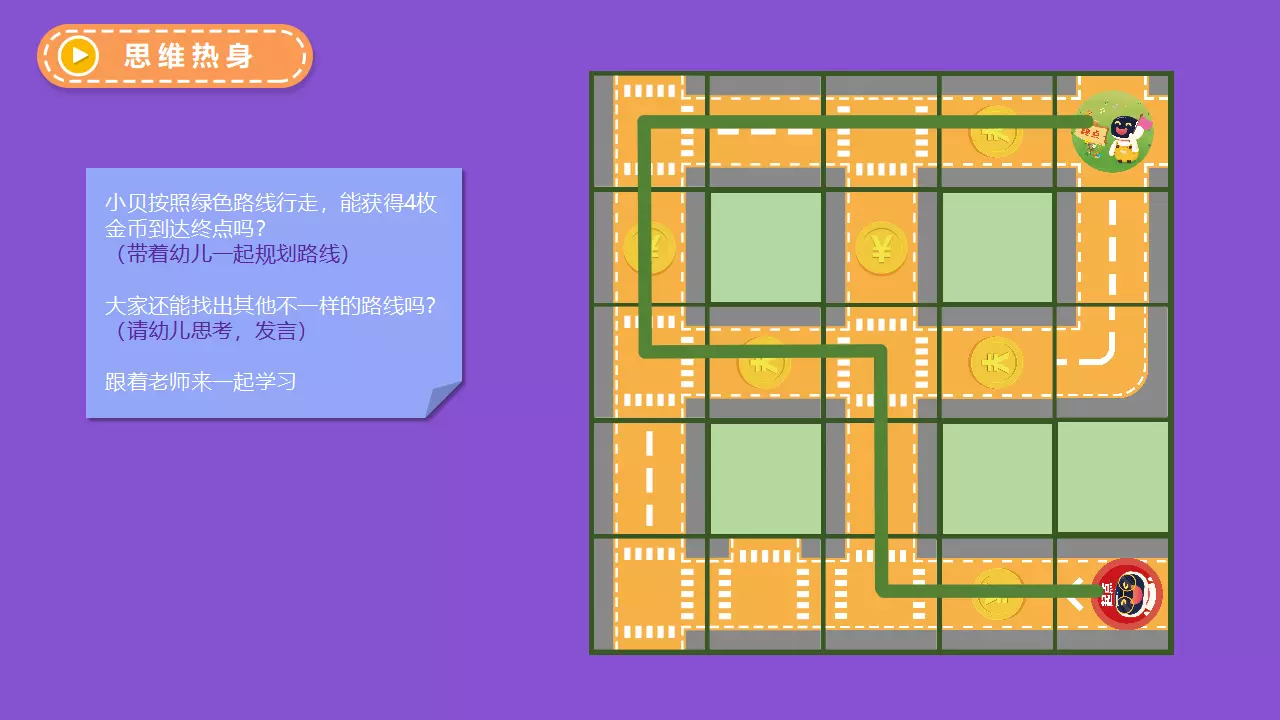 思维热身
小贝按照绿色路线行走，能获得4枚
金币到达终点吗？
（带着幼儿一起规划路线）
大家还能找出其他不一样的路线吗？
（请幼儿思考，发言）
跟着老师来一起学习
¥
终点
¥
¥
¥
¥
¥
起点